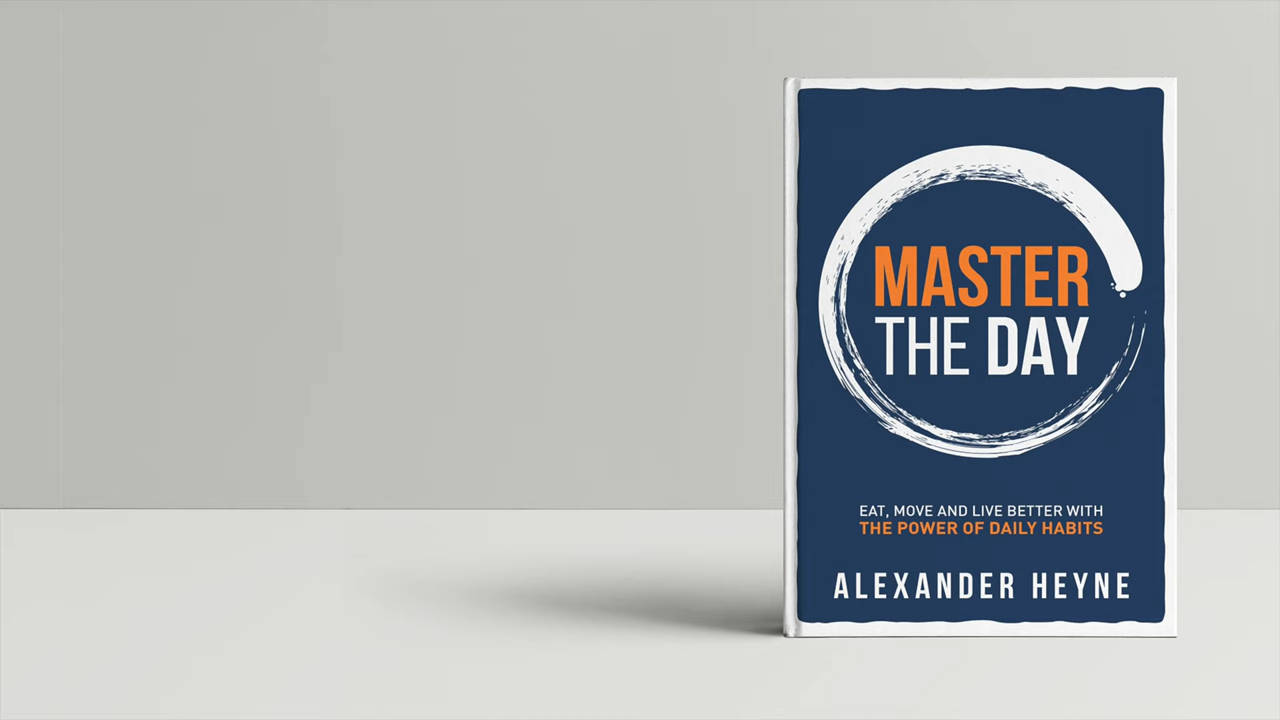 MASTER
THE DAY
EAT, MOVE AND LIVE BETTER WITH
THE POWER OF DAILY HABITS
ALEXANDER HEYNE